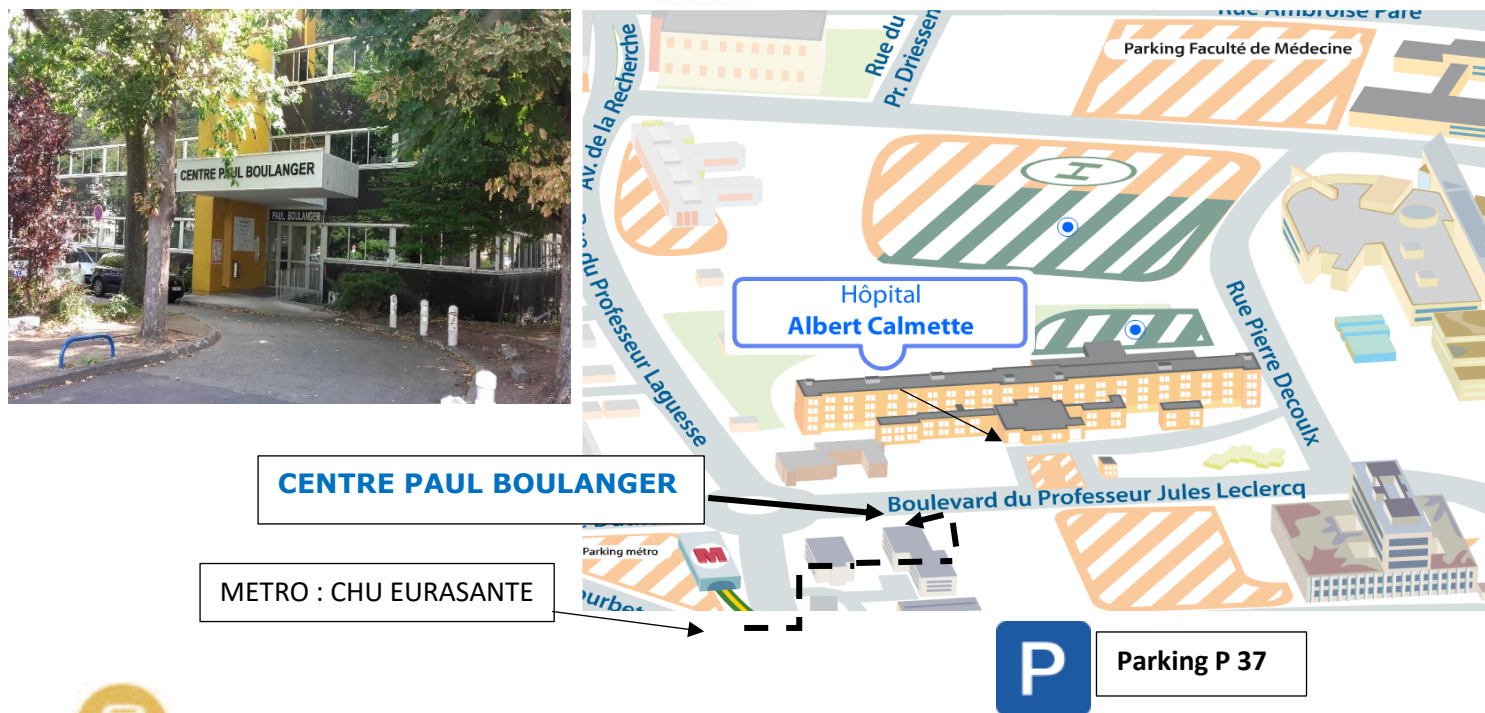 CENTRE PAUL BOULANGER
PAUL BOULANGER
Rue Ambroise Paré
Parking Faculté de Médecine
Rue du
Pr. Driessen
Av. de la Recherche
H
Hôpital
Albert Calmette
du Professeur Laguesse
Rue Pierre Decoulx
CENTRE PAUL BOULANGER
Boulevard du Professeur Jules Leclercq
Parking métro
M
METRO : CHU EURASANTE
P
Parking P 37